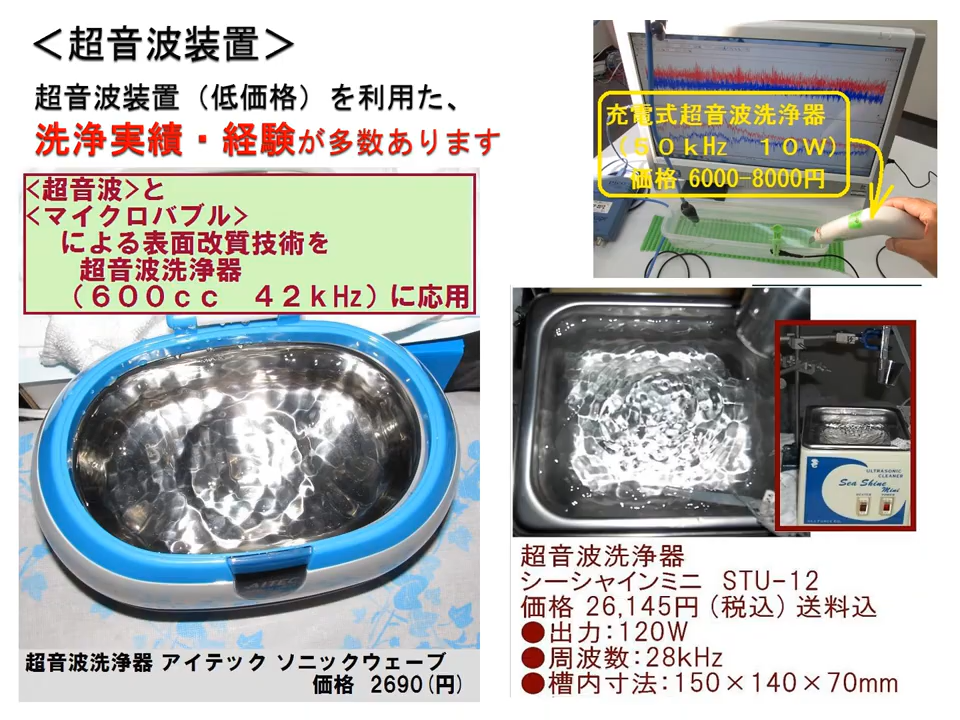 ＜超音波装置＞
超音波装置（低価格）を利用た、
洗浄実績・経験が多数あります
<超音波>と
<マイクロバブル>
による表面改質技術を
超音波洗浄器
（６００ｃｃ　４２ｋHz）に応用
超音波洗浄器 アイテック ソニックウェーブ
価格 2690(円)
充電式超音波洗浄器
（５０ｋHz　１０W）
価格 6000-8000円
ULTRASONIC
CLEANER
Sea Shine
Mini
超音波洗浄器
シーシャインミニ　STU-12
価格 26,145円（税込）送料込
●出力：120W
●周波数：28kHz
●槽内寸法：150×140×70mm